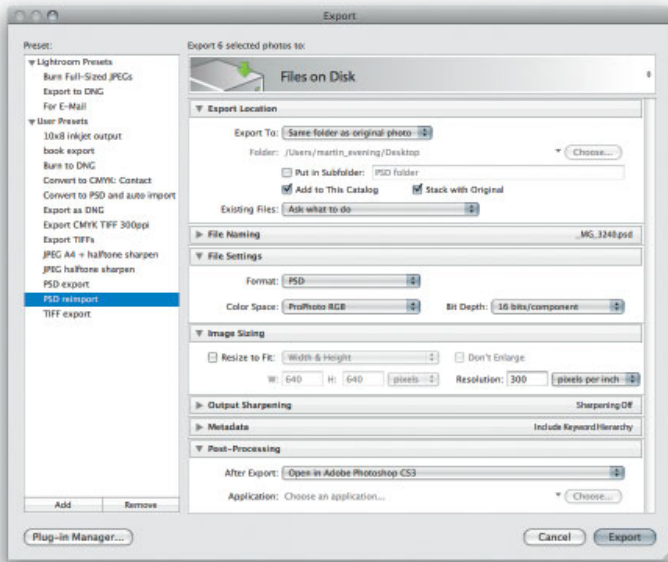 Export
Preset:
Lightroom Presets
Burn Full-Sized JPEGs
Export to DNG
For E-Mail
User Presets
10x8 inkjet output
book export
Burn to DNG
Convert to CMYK: Contact
Convert to PSD and auto import
Export as DNG
Export CMYK TIFF 300ppi
Export TIFFs
JPEG A4 + halftone sharpen
JPEG halftone sharpen
PSD export
PSD reimport
TIFF export
Add Remove
Plug-in Manager...
Export 6 selected photos to:
Files on Disk
Export Location
Export To: Same folder as original photo
Folder: /Users/martin_evening/Desktop Choose...
Put in Subfolder: PSD folder
Add to This Catalog Stack with Original
Existing Files: Ask what to do
File Naming _MG_3240.psd
File Settings
Format: PSD
Color Space: ProPhoto RGB Bit Depth: 16 bits/component
Image Sizing
Resize to Fit: Width & Height Don't Enlarge
W: 640 H: 640 pixels Resolution: 300 pixels per inch
Output Sharpening Sharpening Off
Metadata Include Keyword Hierarchy
Post-Processing
After Export: Open in Adobe Photoshop CS3
Application: Choose an application... Choose...
Cancel Export